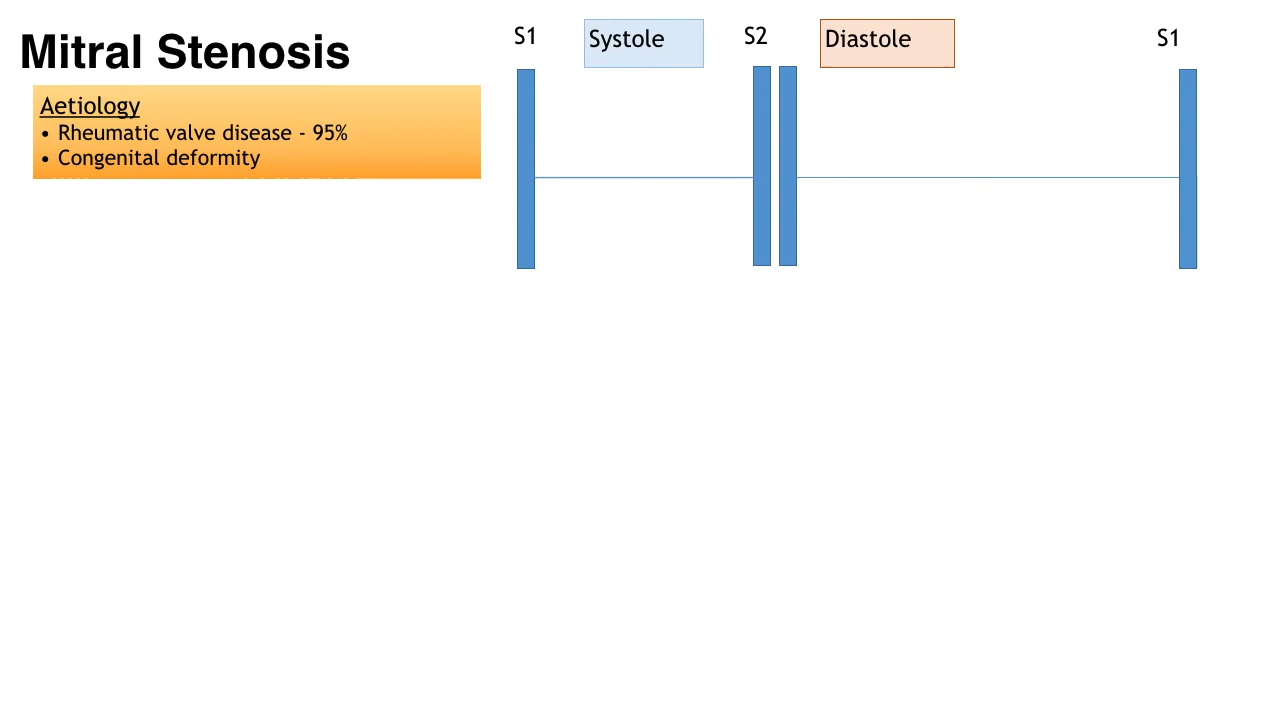 Mitral Stenosis
Aetiology
• Rheumatic valve disease - 95%
• Congenital deformity
S1
Systole
S2
Diastole
S1